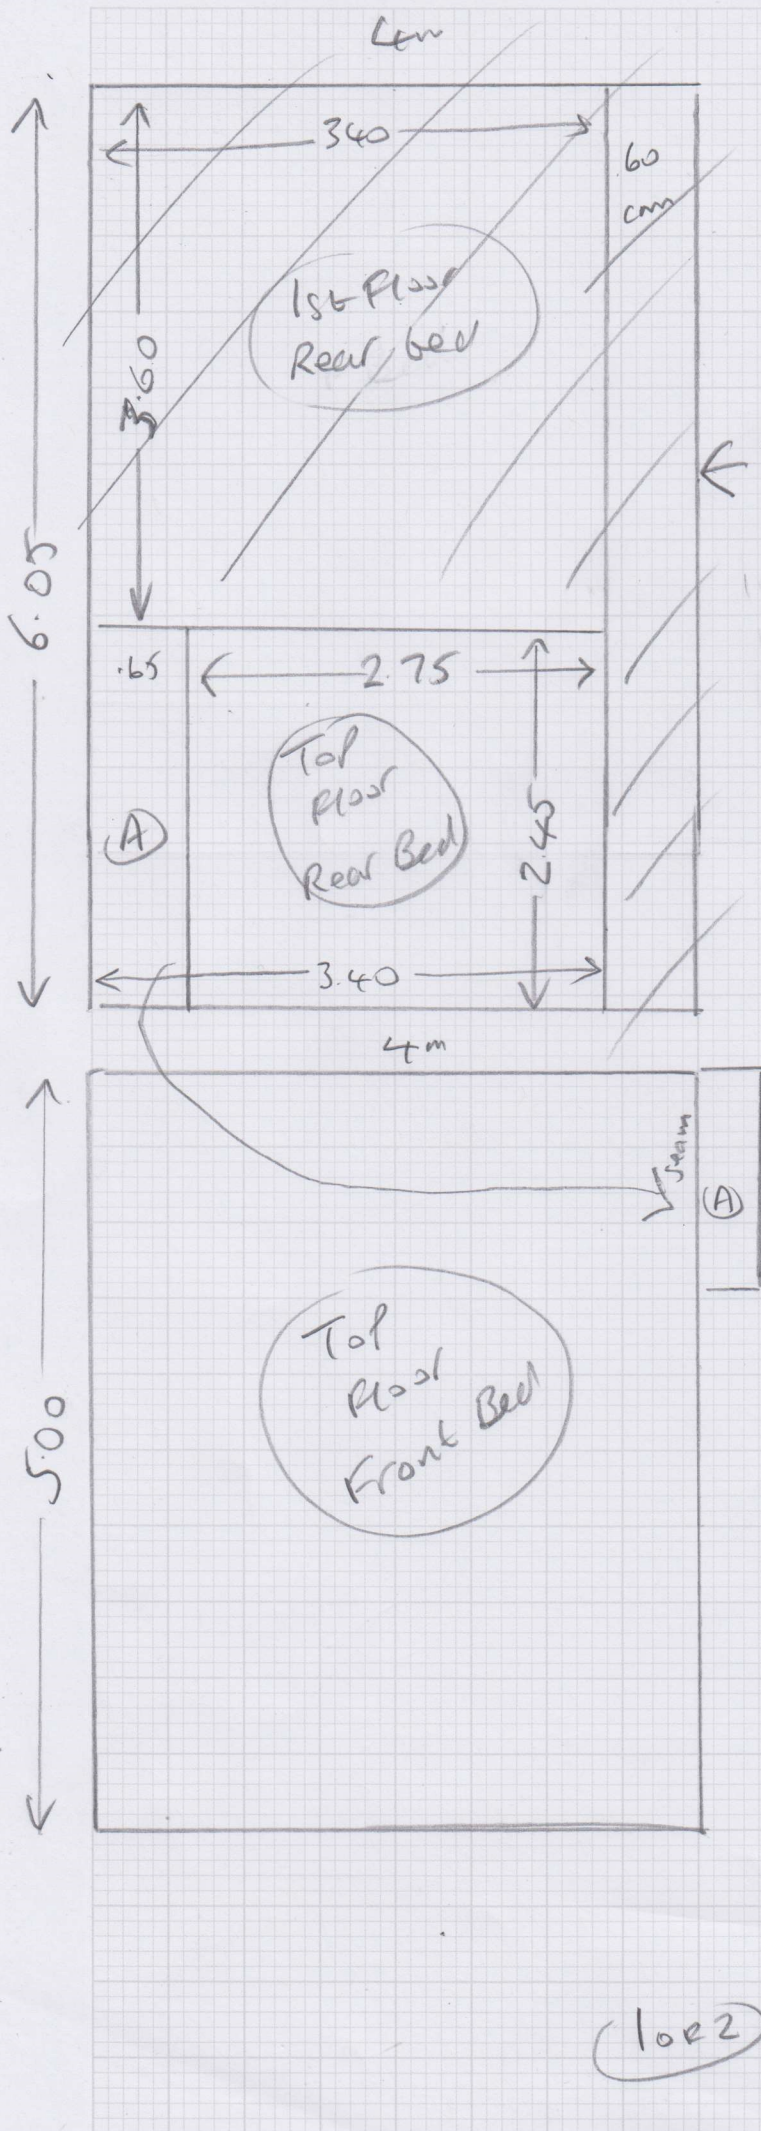 4m
340
60
cm
1st Floor
Rear bed
3.60
6.05
.65
2.75
Top
Floor
Rear Bed
2.45
A
3.40
4m
Seam
A
Top
Floor
Front Bed
5.00
1 or 2